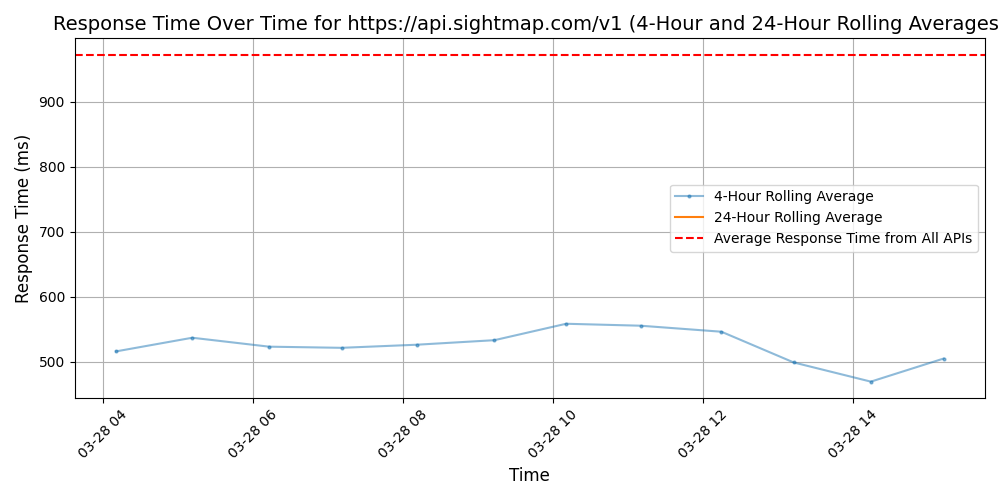 Response Time Over Time for https://api.sightmap.com/v1 (4-Hour and 24-Hour Rolling Averages
Response Time (ms)
900
800
700
600
500
4-Hour Rolling Average
24-Hour Rolling Average
Average Response Time from All APIs
03-28 04
03-28 06
03-28 08
03-28 10
03-28 12
03-28 14
Time